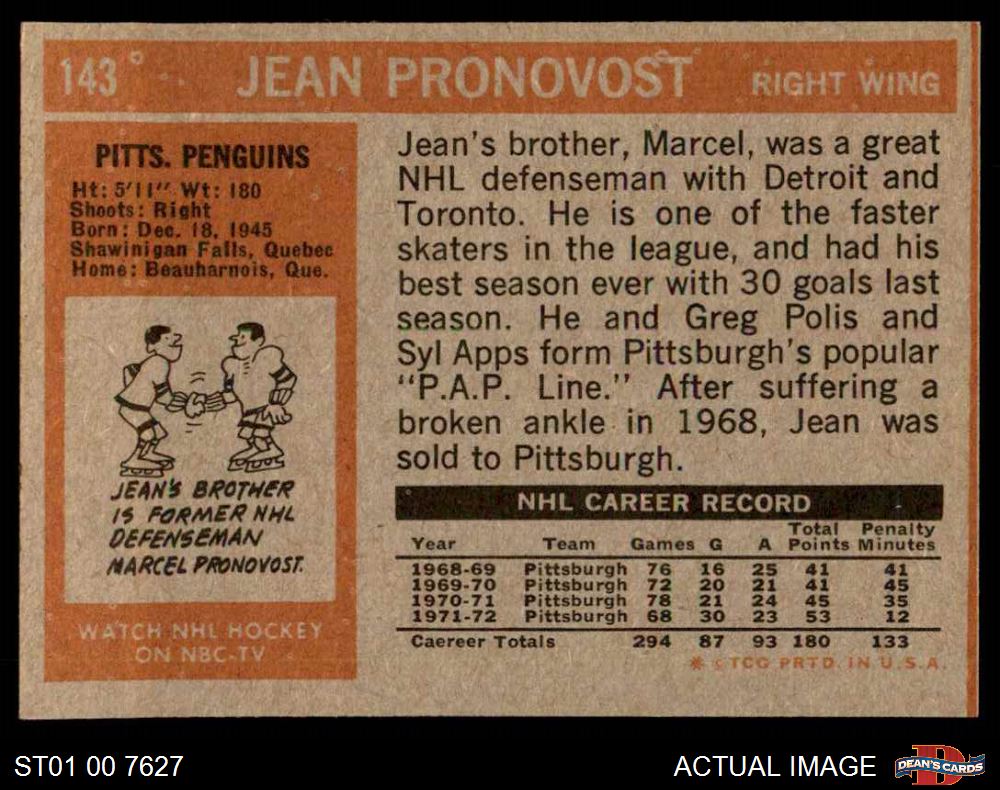 143 JEAN PRONOVOST RIGHT WING
PITTS. PENGUINS
Ht: 5'11" Wt: 180
Shoots: Right
Born: Dec. 18, 1945
Shawinigan Falls, Quebec
Home: Beauharnois, Que.
JEAN'S BROTHER
IS FORMER NHL
DEFENSEMAN
MARCEL PRONOVOST.
WATCH NHL HOCKEY
ON NBC-TV
Jean's brother, Marcel, was a great
NHL defenseman with Detroit and
Toronto. He is one of the faster
skaters in the league, and had his
best season ever with 30 goals last
season. He and Greg Polis and
Syl Apps form Pittsburgh's popular
"P.A.P. Line." After suffering a
broken ankle in 1968, Jean was
sold to Pittsburgh.
NHL CAREER RECORD
Year Team Games G A Total Points Penalty Minutes
1968-69 Pittsburgh 76 16 25 41 41
1969-70 Pittsburgh 72 20 21 41 45
1970-71 Pittsburgh 78 21 24 45 35
1971-72 Pittsburgh 68 30 23 53 12
Caereer Totals 294 87 93 180 133
* © TCG PRTD. IN U.S.A.
ST01 00 7627
ACTUAL IMAGE
DEAN'S CARDS